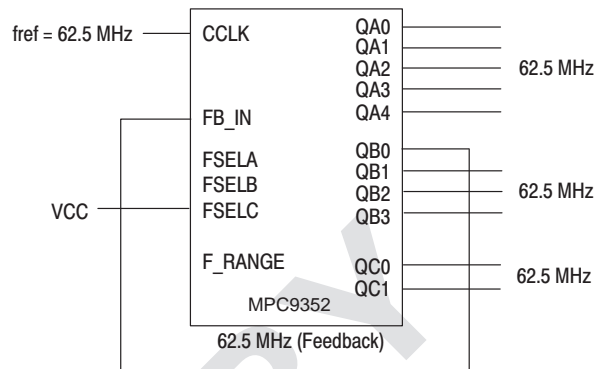 fref = 62.5 MHz
CCLK
FB_IN
FSELA
FSELB
VCC
FSELC
F_RANGE
MPC9352
QA0
QA1
QA2
QA3
QA4
62.5 MHz
QB0
QB1
QB2
QB3
62.5 MHz
QC0
QC1
62.5 MHz
62.5 MHz (Feedback)